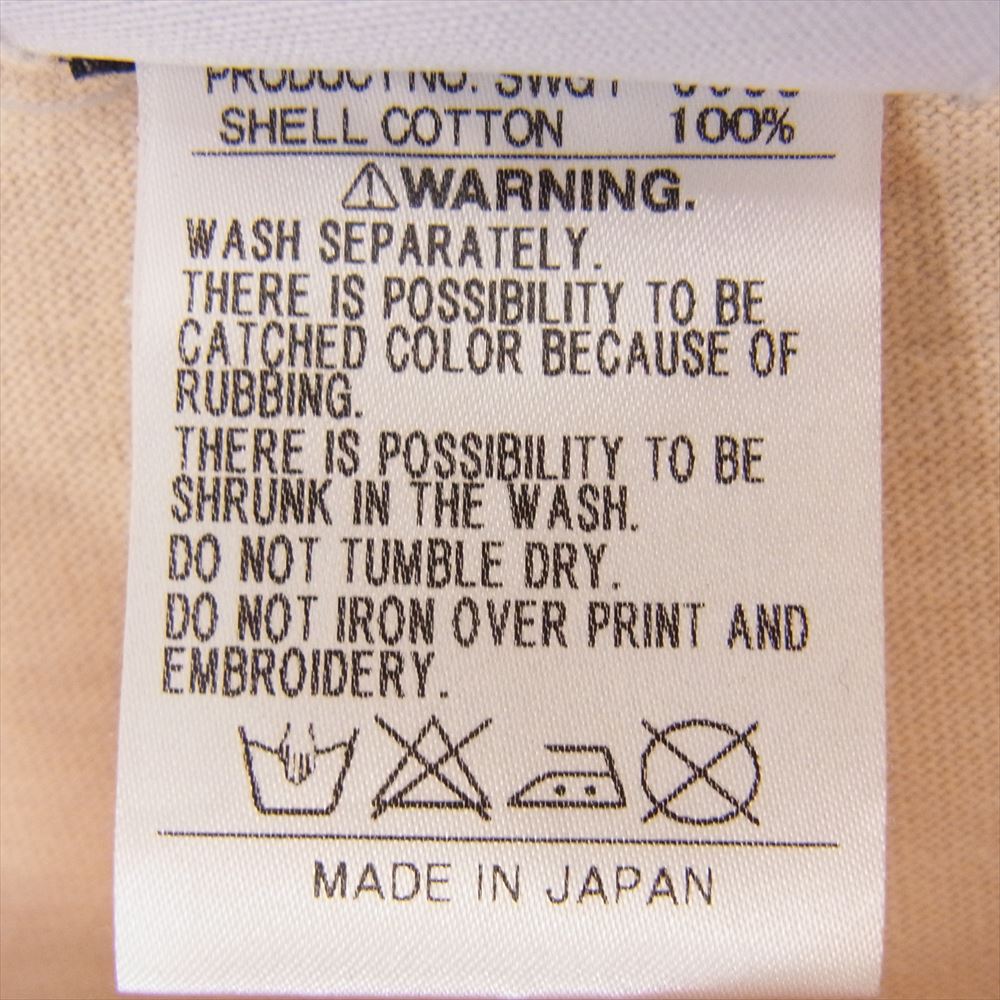 PRODUCT NO.
SHELL COTTON 100%
WARNING.
WASH SEPARATELY.
THERE IS POSSIBILITY TO BE
CATCHED COLOR BECAUSE OF
RUBBING.
THERE IS POSSIBILITY TO BE
SHRUNK IN THE WASH.
DO NOT TUMBLE DRY.
DO NOT IRON OVER PRINT AND
EMBROIDERY.
MADE IN JAPAN